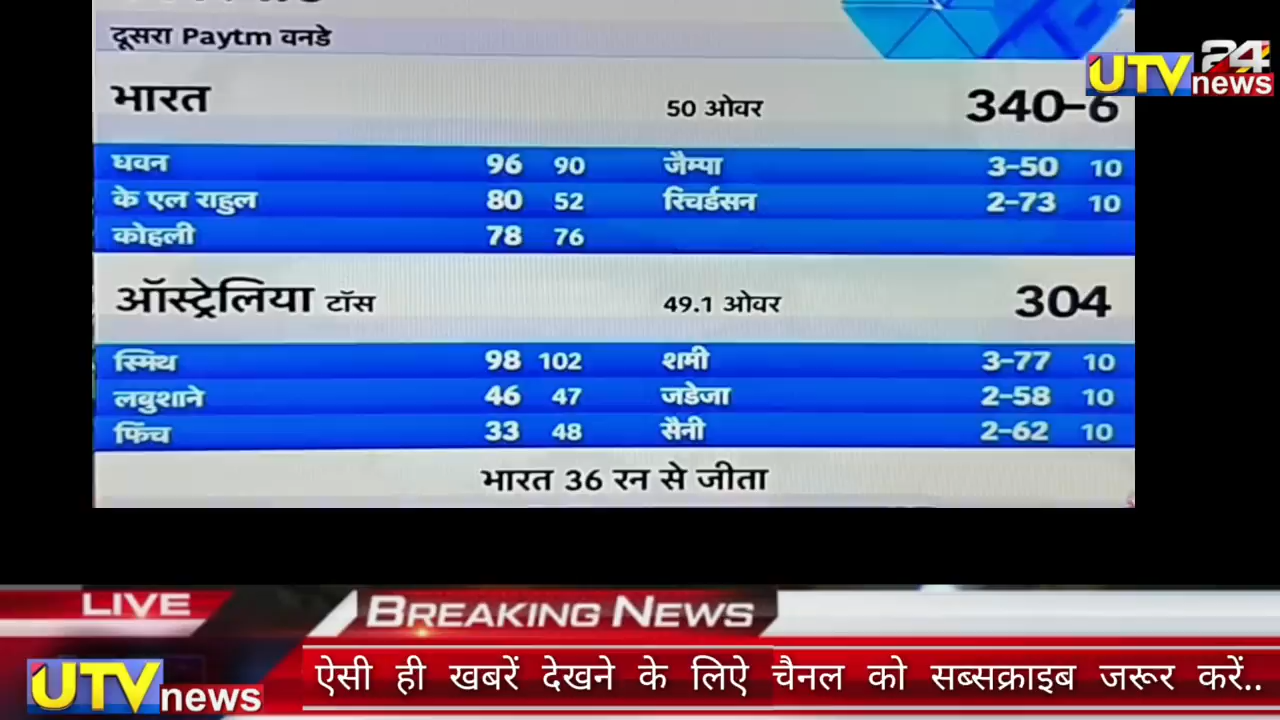 दूसरा Paytm वनडे
UTV 24 news
भारत 50 ओवर 340-6
धवन 96 90 जैम्पा 3-50 10
के एल राहुल 80 52 रिचर्डसन 2-73 10
कोहली 78 76
ऑस्ट्रेलिया टॉस 49.1 ओवर 304
स्मिथ 98 102 शमी 3-77 10
लबुशाने 46 47 जडेजा 2-58 10
फिंच 33 48 सैनी 2-62 10
भारत 36 रन से जीता
LIVE BREAKING NEWS
UTV news ऐसी ही खबरें देखने के लिऐ चैनल को सब्सक्राइब जरूर करें..